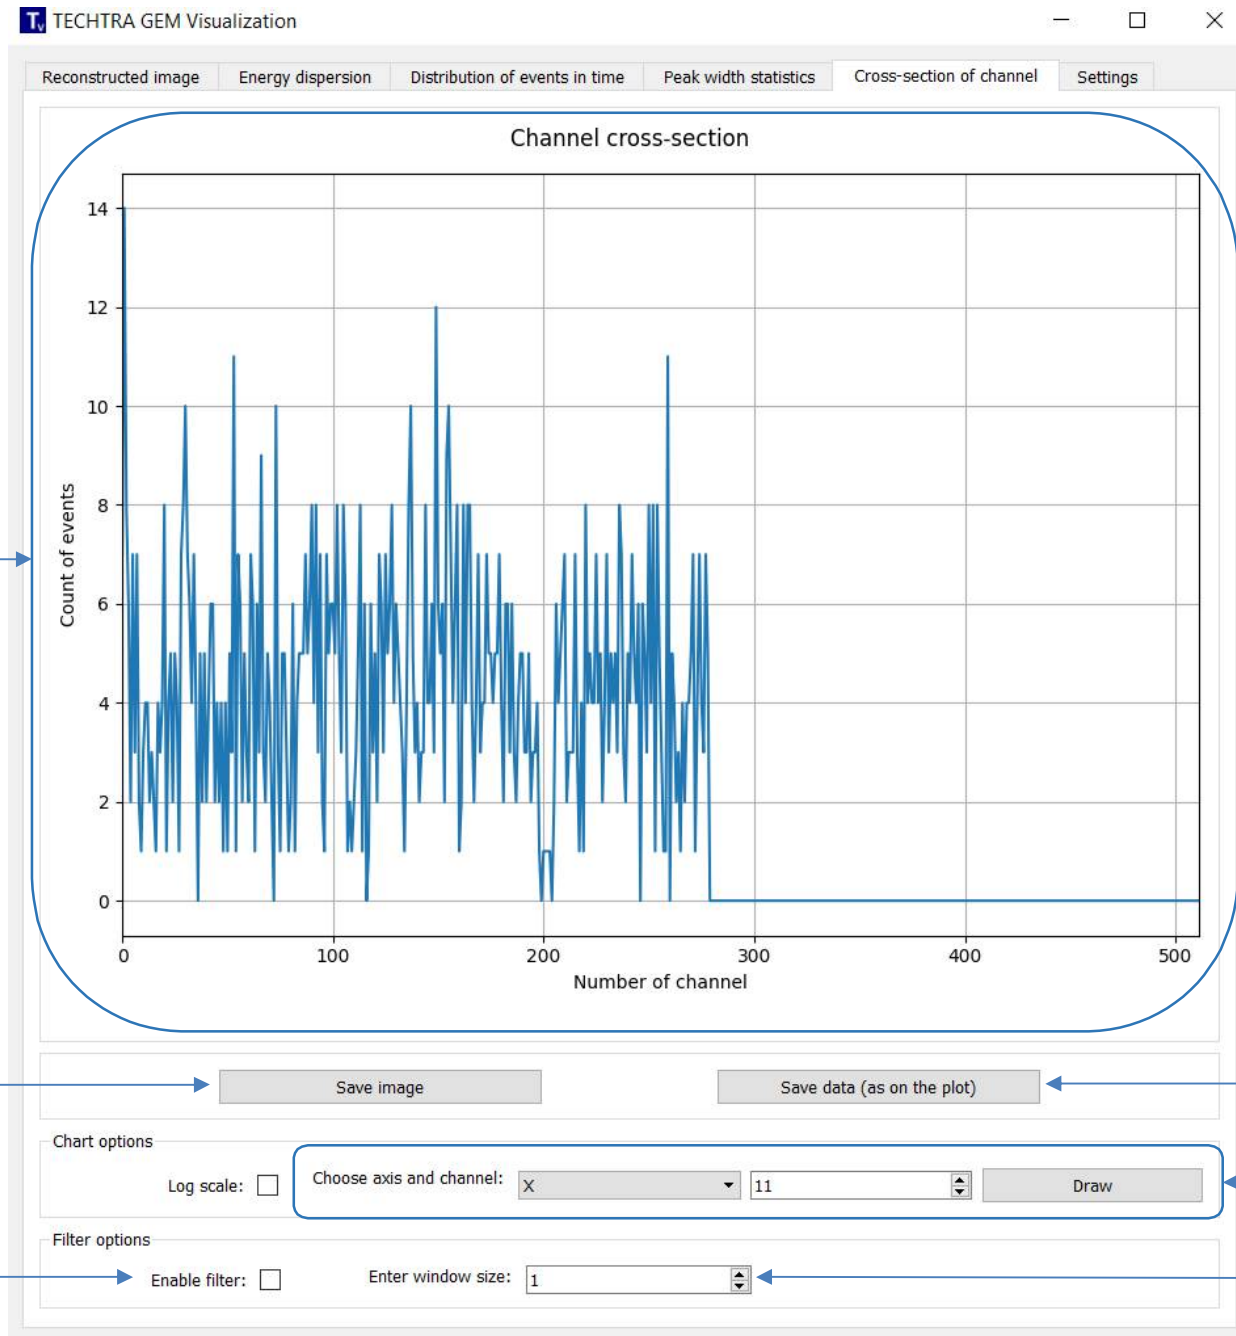 Tv TECHTRA GEM Visualization
Reconstructed image Energy dispersion Distribution of events in time Peak width statistics Cross-section of channel Settings
Channel cross-section
14
12
10
8
6
4
2
0
Count of events
0 100 200 300 400 500
Number of channel
Save image Save data (as on the plot)
Chart options
Log scale: Choose axis and channel: X 11 Draw
Filter options
Enable filter: Enter window size: 1